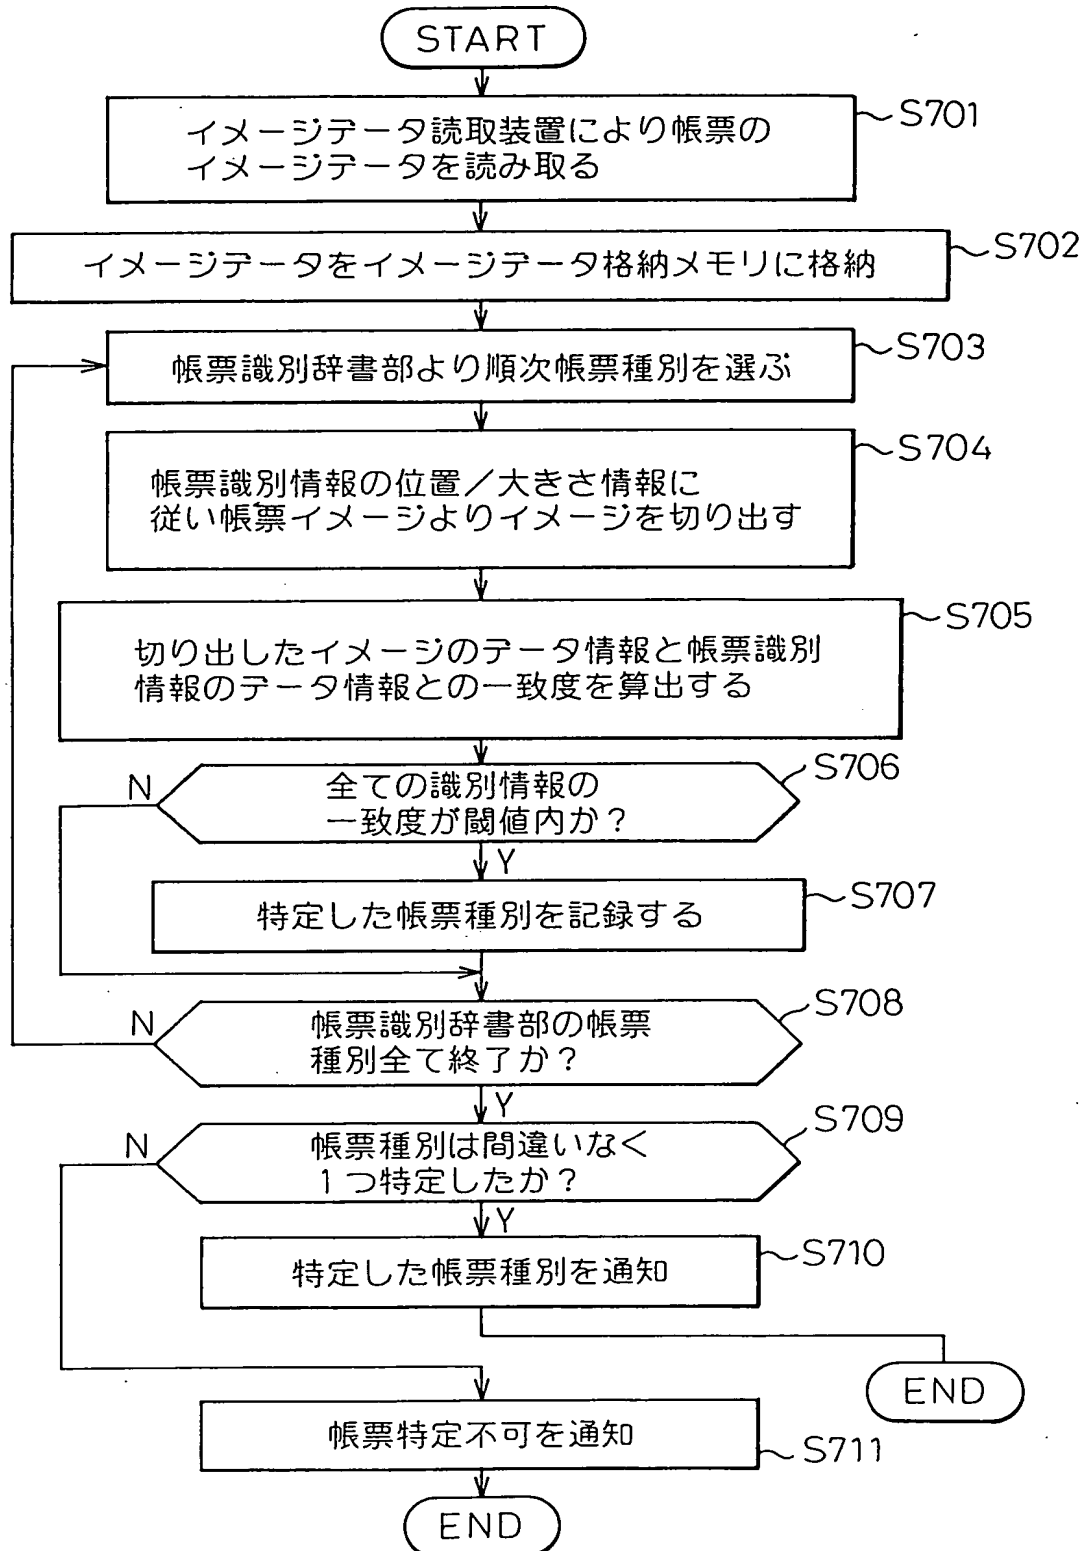 START
イメージデータ読取装置により帳票の
イメージデータを読み取る
S701
イメージデータをイメージデータ格納メモリに格納
S702
帳票識別辞書部より順次帳票種別を選ぶ
S703
帳票識別情報の位置/大きさ情報に
従い帳票イメージよりイメージを切り出す
S704
切り出したイメージのデータ情報と帳票識別
情報のデータ情報との一致度を算出する
S705
全ての識別情報の
一致度が閾値内か?
S706
N
Y
特定した帳票種別を記録する
S707
帳票識別辞書部の帳票
種別全て終了か?
S708
N
Y
帳票種別は間違いなく
1つ特定したか?
S709
N
Y
特定した帳票種別を通知
S710
END
帳票特定不可を通知
S711
END